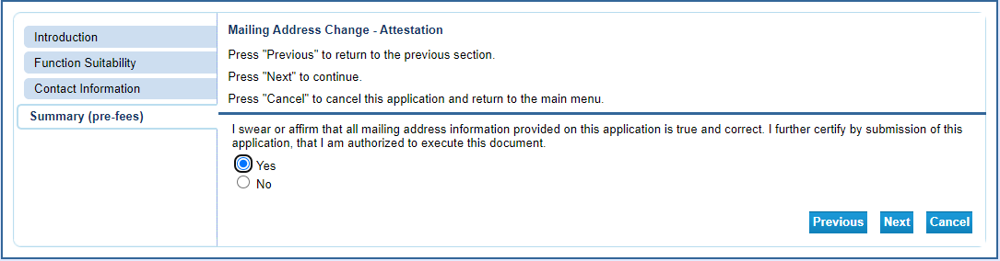 Introduction
Function Suitability
Contact Information
Summary (pre-fees)
Mailing Address Change - Attestation
Press "Previous" to return to the previous section.
Press "Next" to continue.
Press "Cancel" to cancel this application and return to the main menu.
I swear or affirm that all mailing address information provided on this application is true and correct. I further certify by submission of this
application, that I am authorized to execute this document.
Yes
No
Previous Next Cancel